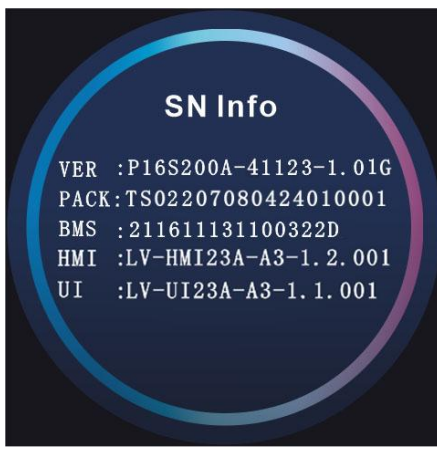 SN Info
VER :P16S200A-41123-1.01G
PACK:TS02207080424010001
BMS :211611131100322D
HMI :LV-HMI23A-A3-1.2.001
UI :LV-UI23A-A3-1.1.001